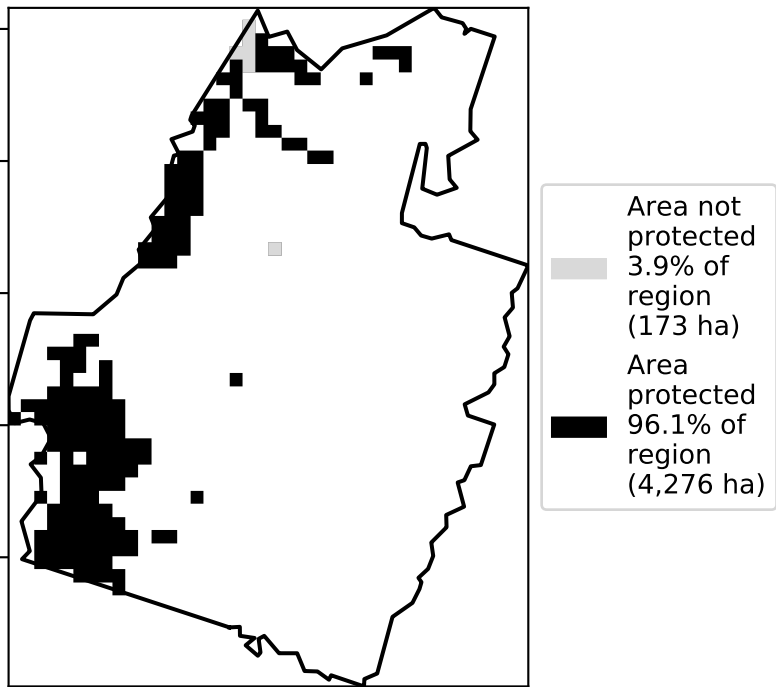 Area not
protected
3.9% of
region
(173 ha)
Area
protected
96.1% of
region
(4,276 ha)